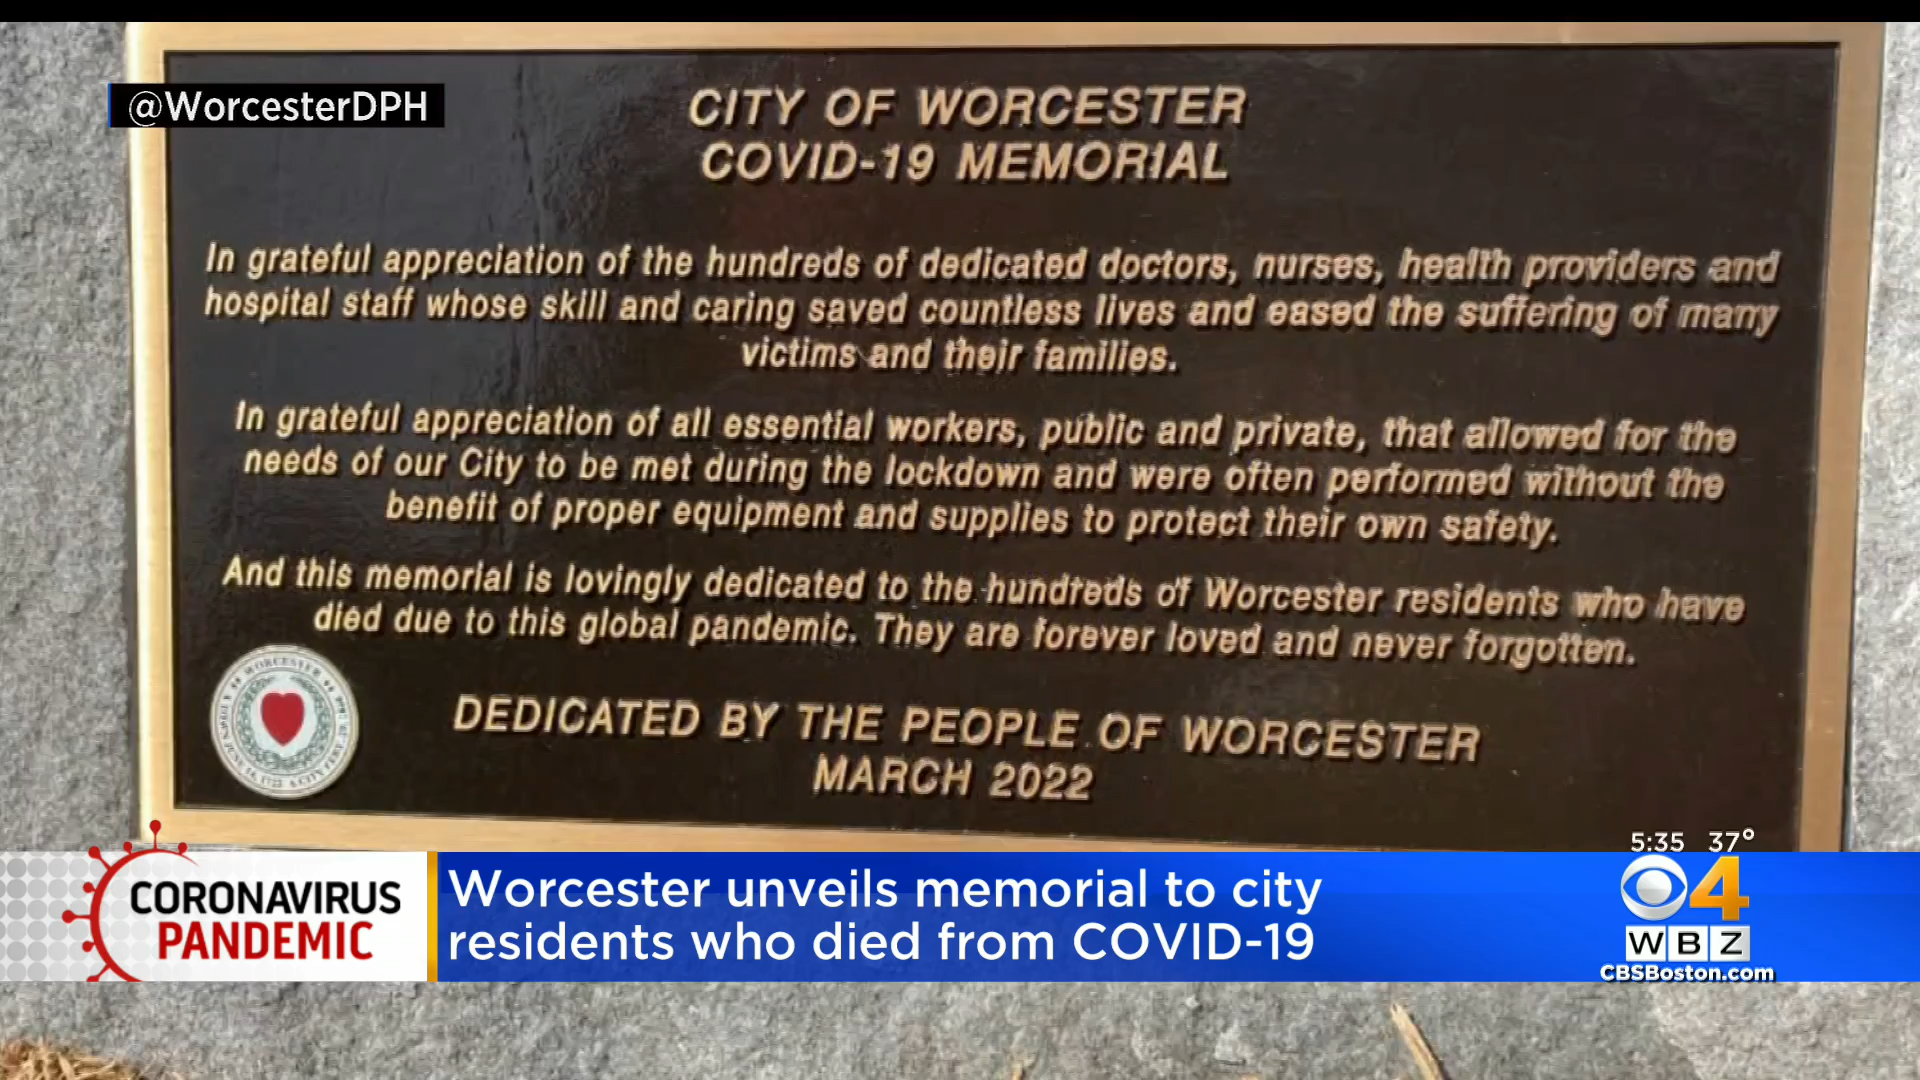 @WorcesterDPH
CITY OF WORCESTER
COVID-19 MEMORIAL
In grateful appreciation of the hundreds of dedicated doctors, nurses, health providers and
hospital staff whose skill and caring saved countless lives and eased the suffering of many
victims and their families.
In grateful appreciation of all essential workers, public and private, that allowed for the
needs of our City to be met during the lockdown and were often performed without the
benefit of proper equipment and supplies to protect their own safety.
And this memorial is lovingly dedicated to the hundreds of Worcester residents who have
died due to this global pandemic. They are forever loved and never forgotten.
DEDICATED BY THE PEOPLE OF WORCESTER
MARCH 2022
WORCESTER
5:35 37°
CORONAVIRUS
PANDEMIC
Worcester unveils memorial to city
residents who died from COVID-19
4
WBZ
CBSBoston.com